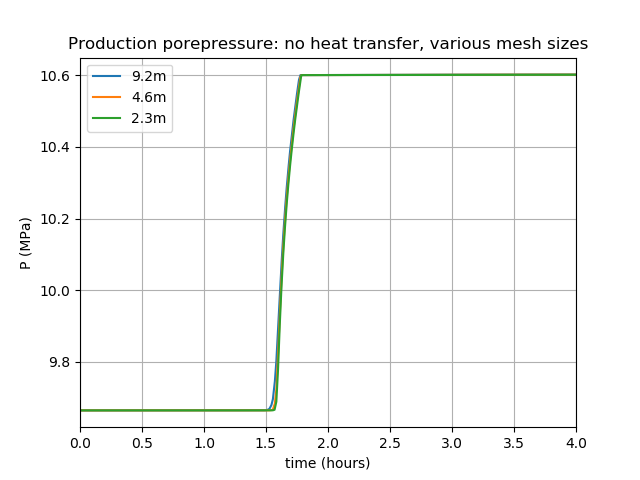 Production porepressure: no heat transfer, various mesh sizes
9.2m
4.6m
2.3m
10.6
10.4
10.2
10.0
9.8
P (MPa)
0.0 0.5 1.0 1.5 2.0 2.5 3.0 3.5 4.0
time (hours)